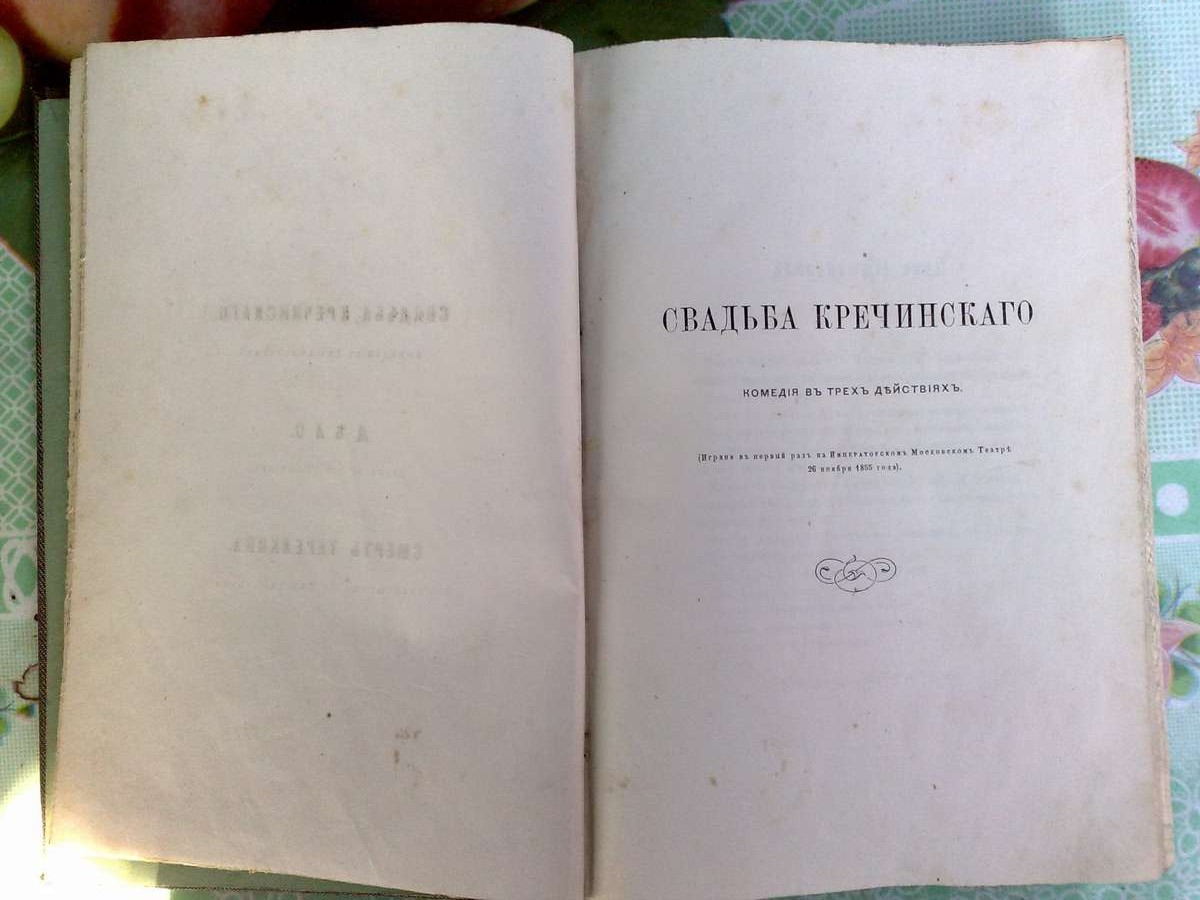 СВАДЬБА КРЕЧИНСКАГО
КОМЕДІЯ ВЪ ТРЕХЪ ДѢЙСТВІЯХЪ.
(Играна въ первый разъ на Императорскомъ Московскомъ Театрѣ
26 ноября 1855 года).